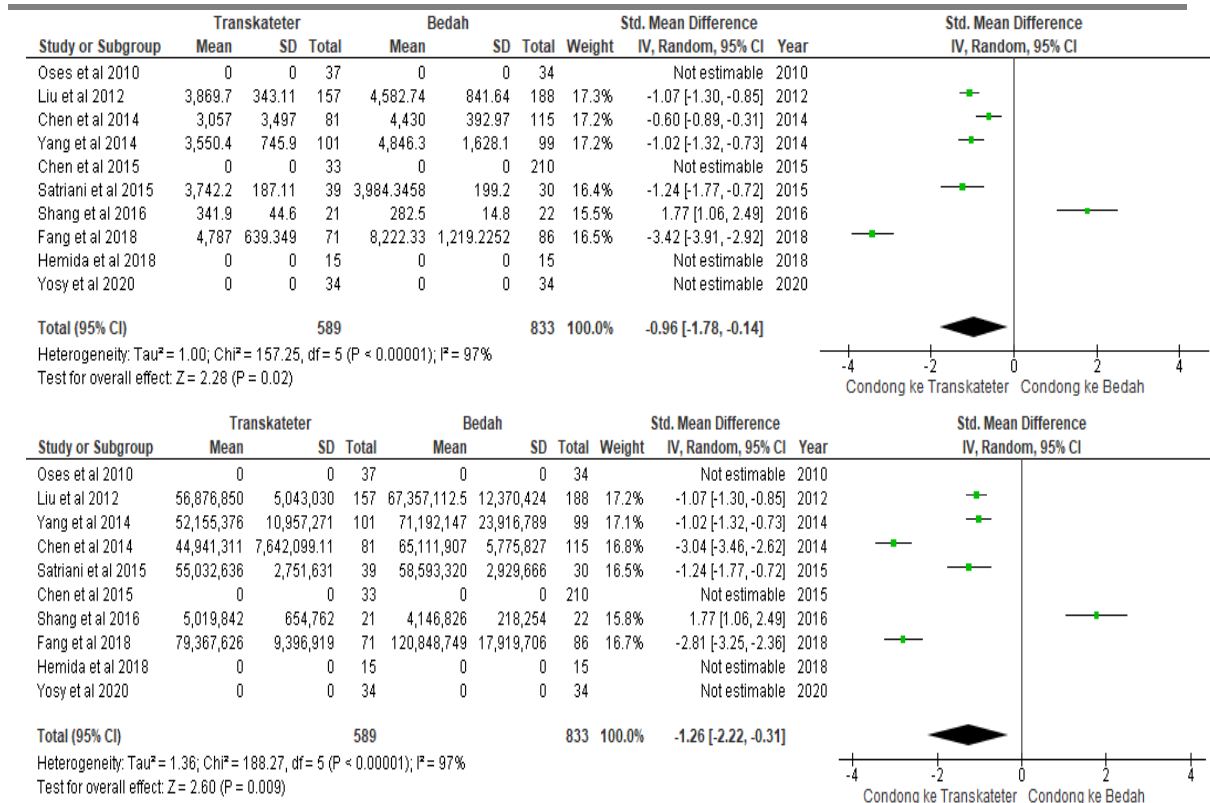 Transkateter Bedah Std. Mean Difference Std. Mean Difference
Study or Subgroup Mean SD Total Mean SD Total Weight IV, Random, 95% CI Year IV, Random, 95% CI
Oses et al 2010 0 0 37 0 0 34 Not estimable 2010
Liu et al 2012 3,869.7 343.11 157 4,582.74 841.64 188 17.3% -1.07 [-1.30, -0.85] 2012
Chen et al 2014 3,057 3,497 81 4,430 392.97 115 17.2% -0.60 [-0.89, -0.31] 2014
Yang et al 2014 3,550.4 745.9 101 4,846.3 1,628.1 99 17.2% -1.02 [-1.32, -0.73] 2014
Chen et al 2015 0 0 33 0 0 210 Not estimable 2015
Satriani et al 2015 3,742.2 187.11 39 3,984.3458 199.2 30 16.4% -1.24 [-1.77, -0.72] 2015
Shang et al 2016 341.9 44.6 21 282.5 14.8 22 15.5% 1.77 [1.06, 2.49] 2016
Fang et al 2018 4,787 639.349 71 8,222.33 1,219.2252 86 16.5% -3.42 [-3.91, -2.92] 2018
Hemida et al 2018 0 0 15 0 0 15 Not estimable 2018
Yosy et al 2020 0 0 34 0 0 34 Not estimable 2020
Total (95% CI) 589 833 100.0% -0.96 [-1.78, -0.14]
Heterogeneity: Tau² = 1.00; Chi² = 157.25, df = 5 (P < 0.00001); I² = 97%
Test for overall effect: Z = 2.28 (P = 0.02)
-4 -2 0 2 4
Condong ke Transkateter Condong ke Bedah
Transkateter Bedah Std. Mean Difference Std. Mean Difference
Study or Subgroup Mean SD Total Mean SD Total Weight IV, Random, 95% CI Year IV, Random, 95% CI
Oses et al 2010 0 0 37 0 0 34 Not estimable 2010
Liu et al 2012 56,876,850 5,043,030 157 67,357,112.5 12,370,424 188 17.2% -1.07 [-1.30, -0.85] 2012
Yang et al 2014 52,155,376 10,957,271 101 71,192,147 23,916,789 99 17.1% -1.02 [-1.32, -0.73] 2014
Chen et al 2014 44,941,311 7,642,099.11 81 65,111,907 5,775,827 115 16.8% -3.04 [-3.46, -2.62] 2014
Satriani et al 2015 55,032,636 2,751,631 39 58,593,320 2,929,666 30 16.5% -1.24 [-1.77, -0.72] 2015
Chen et al 2015 0 0 33 0 0 210 Not estimable 2015
Shang et al 2016 5,019,842 654,762 21 4,146,826 218,254 22 15.8% 1.77 [1.06, 2.49] 2016
Fang et al 2018 79,367,626 9,396,919 71 120,848,749 17,919,706 86 16.7% -2.81 [-3.25, -2.36] 2018
Hemida et al 2018 0 0 15 0 0 15 Not estimable 2018
Yosy et al 2020 0 0 34 0 0 34 Not estimable 2020
Total (95% CI) 589 833 100.0% -1.26 [-2.22, -0.31]
Heterogeneity: Tau² = 1.36; Chi² = 188.27, df = 5 (P < 0.00001); I² = 97%
Test for overall effect: Z = 2.60 (P = 0.009)
-4 -2 0 2 4
Condong ke Transkateter Condong ke Bedah